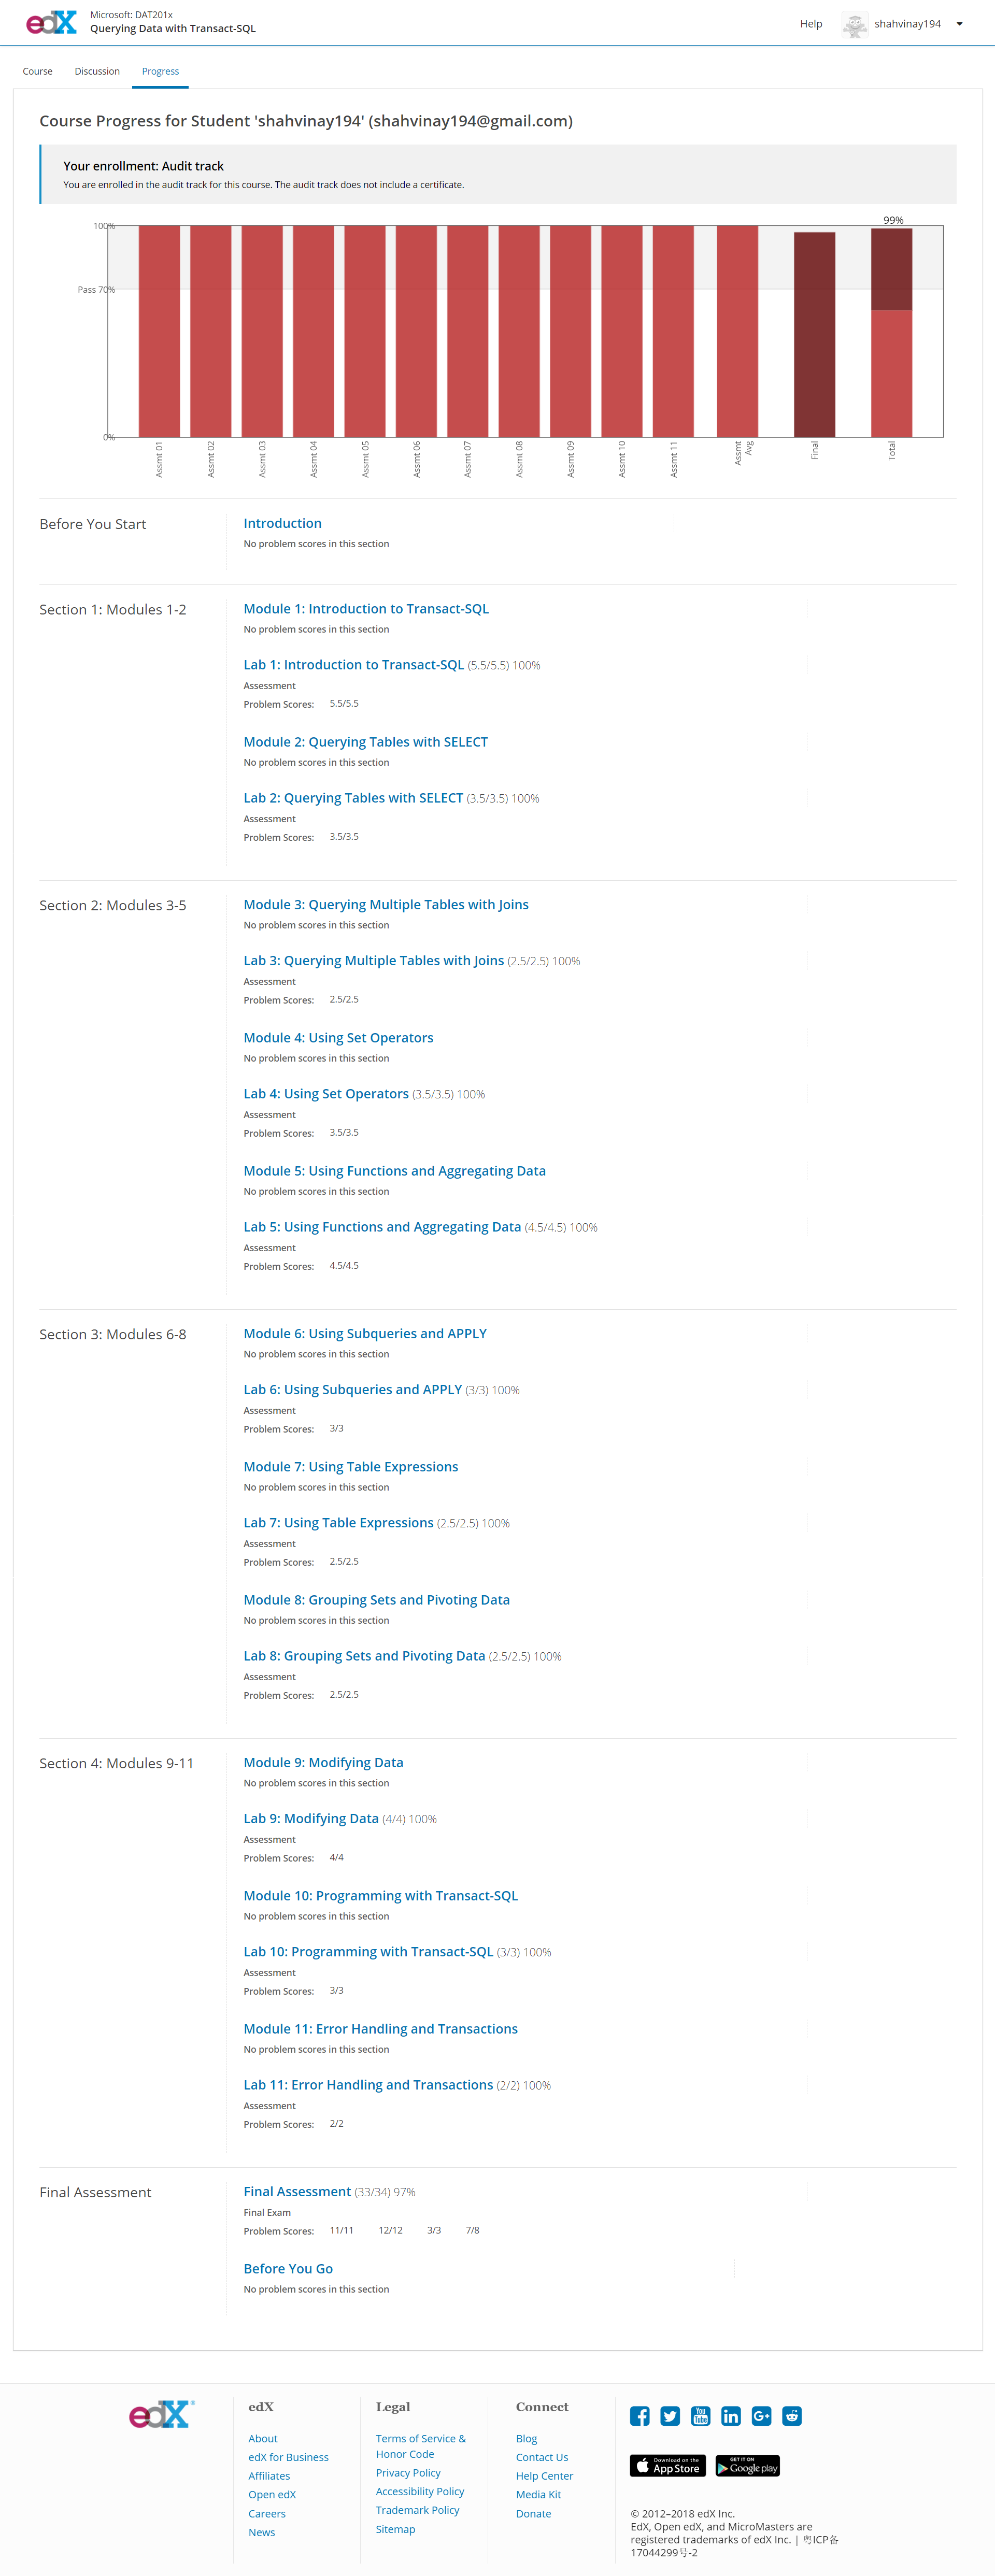 edX
Microsoft: DAT201x
Querying Data with Transact-SQL
Help
shahvinay194
Course
Discussion
Progress
Course Progress for Student 'shahvinay194' (shahvinay194@gmail.com)
Your enrollment: Audit track
You are enrolled in the audit track for this course. The audit track does not include a certificate.
99%
100%
Pass 70%
0%
Assmt 01
Assmt 02
Assmt 03
Assmt 04
Assmt 05
Assmt 06
Assmt 07
Assmt 08
Assmt 09
Assmt 10
Assmt 11
Assmt
Avg
Final
Total
Before You Start
Introduction
No problem scores in this section
Section 1: Modules 1-2
Module 1: Introduction to Transact-SQL
No problem scores in this section
Lab 1: Introduction to Transact-SQL (5.5/5.5) 100%
Assessment
Problem Scores: 5.5/5.5
Module 2: Querying Tables with SELECT
No problem scores in this section
Lab 2: Querying Tables with SELECT (3.5/3.5) 100%
Assessment
Problem Scores: 3.5/3.5
Section 2: Modules 3-5
Module 3: Querying Multiple Tables with Joins
No problem scores in this section
Lab 3: Querying Multiple Tables with Joins (2.5/2.5) 100%
Assessment
Problem Scores: 2.5/2.5
Module 4: Using Set Operators
No problem scores in this section
Lab 4: Using Set Operators (3.5/3.5) 100%
Assessment
Problem Scores: 3.5/3.5
Module 5: Using Functions and Aggregating Data
No problem scores in this section
Lab 5: Using Functions and Aggregating Data (4.5/4.5) 100%
Assessment
Problem Scores: 4.5/4.5
Section 3: Modules 6-8
Module 6: Using Subqueries and APPLY
No problem scores in this section
Lab 6: Using Subqueries and APPLY (3/3) 100%
Assessment
Problem Scores: 3/3
Module 7: Using Table Expressions
No problem scores in this section
Lab 7: Using Table Expressions (2.5/2.5) 100%
Assessment
Problem Scores: 2.5/2.5
Module 8: Grouping Sets and Pivoting Data
No problem scores in this section
Lab 8: Grouping Sets and Pivoting Data (2.5/2.5) 100%
Assessment
Problem Scores: 2.5/2.5
Section 4: Modules 9-11
Module 9: Modifying Data
No problem scores in this section
Lab 9: Modifying Data (4/4) 100%
Assessment
Problem Scores: 4/4
Module 10: Programming with Transact-SQL
No problem scores in this section
Lab 10: Programming with Transact-SQL (3/3) 100%
Assessment
Problem Scores: 3/3
Module 11: Error Handling and Transactions
No problem scores in this section
Lab 11: Error Handling and Transactions (2/2) 100%
Assessment
Problem Scores: 2/2
Final Assessment
Final Assessment (33/34) 97%
Final Exam
Problem Scores: 11/11 12/12 3/3 7/8
Before You Go
No problem scores in this section
edX®
edX
About
edX for Business
Affiliates
Open edX
Careers
News
Legal
Terms of Service &
Honor Code
Privacy Policy
Accessibility Policy
Trademark Policy
Sitemap
Connect
Blog
Contact Us
Help Center
Media Kit
Donate
You
Tube
in
G+
Download on the
App Store
GET IT ON
Google play
© 2012–2018 edX Inc.
EdX, Open edX, and MicroMasters are
registered trademarks of edX Inc. | 粤ICP备
17044299号-2